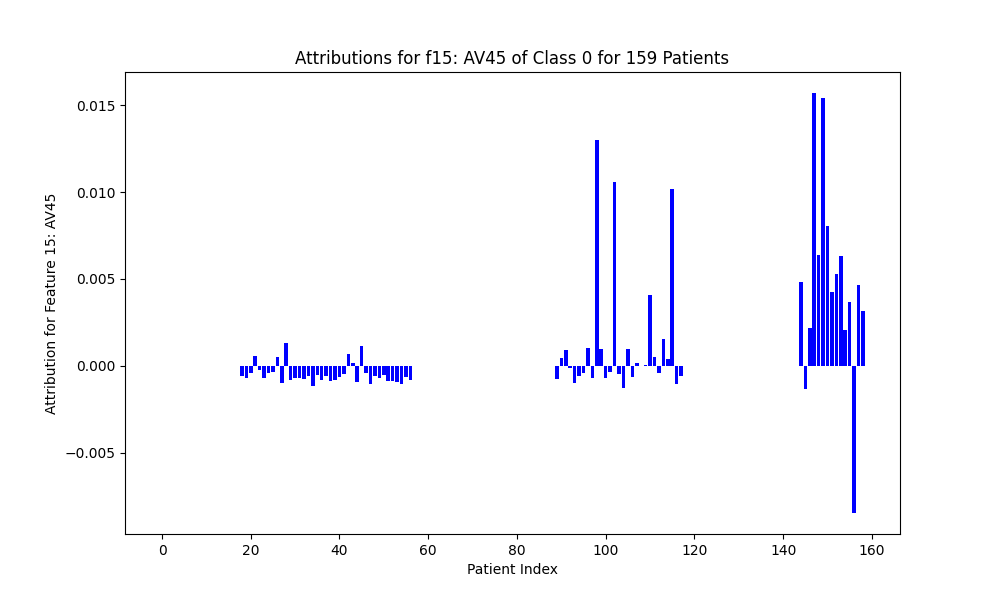 Attributions for f15: AV45 of Class 0 for 159 Patients
Attribution for Feature 15: AV45
0.015
0.010
0.005
0.000
−0.005
0 20 40 60 80 100 120 140 160
Patient Index